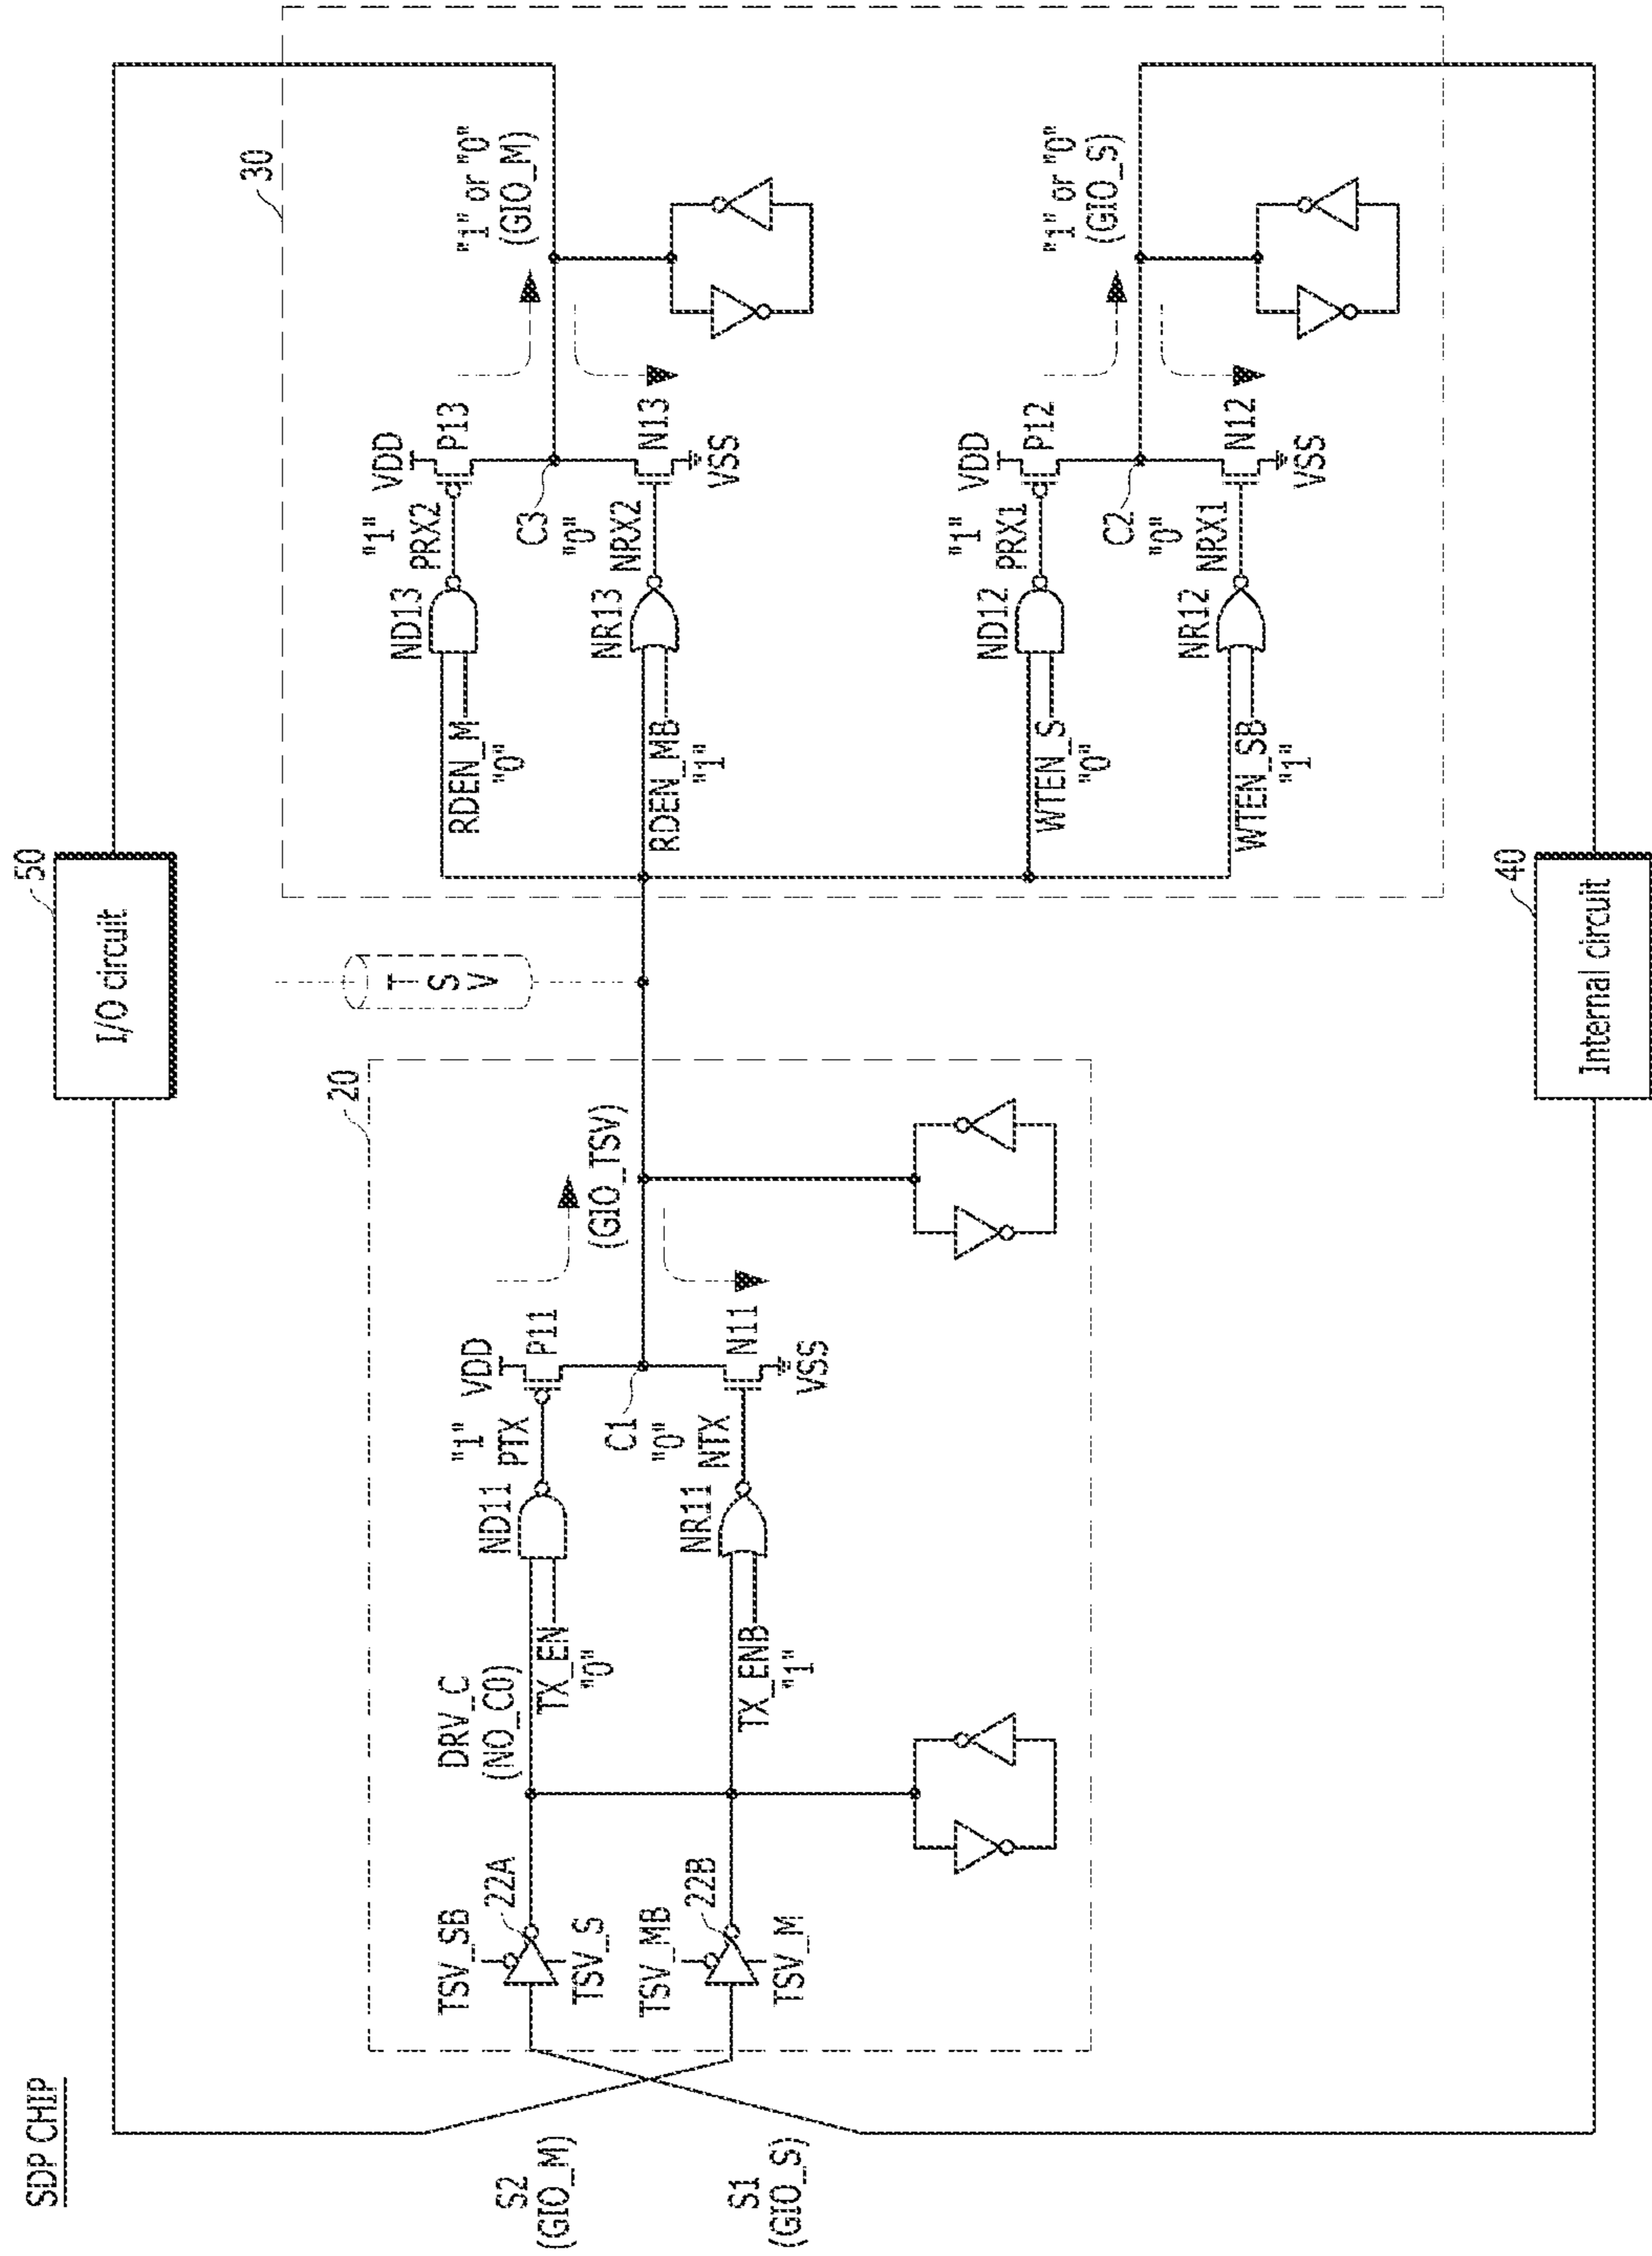 SDP CHIP
50
I/O circuit
30
20
S2
(GIO_M)
S1
(GIO_S)
TSV_SB
22A
TSV_S
TSV_MB
22B
TSV_M
DRV_C
(NO_C0)
TX_EN
"0"
TX_ENB
"1"
ND11
"1"
PTX
VDD
P11
C1
"0"
NR11
NTX
N11
VSS
(GIO_TSV)
T
S
V
RDEN_M
"0"
RDEN_MB
"1"
ND13
"1"
PRX2
VDD
P13
C3
"0"
NR13
NRX2
N13
VSS
"1" or "0"
(GIO_M)
WTEN_S
"0"
WTEN_SB
"1"
ND12
"1"
PRX1
VDD
P12
C2
"0"
NR12
NRX1
N12
VSS
"1" or "0"
(GIO_S)
40
Internal circuit